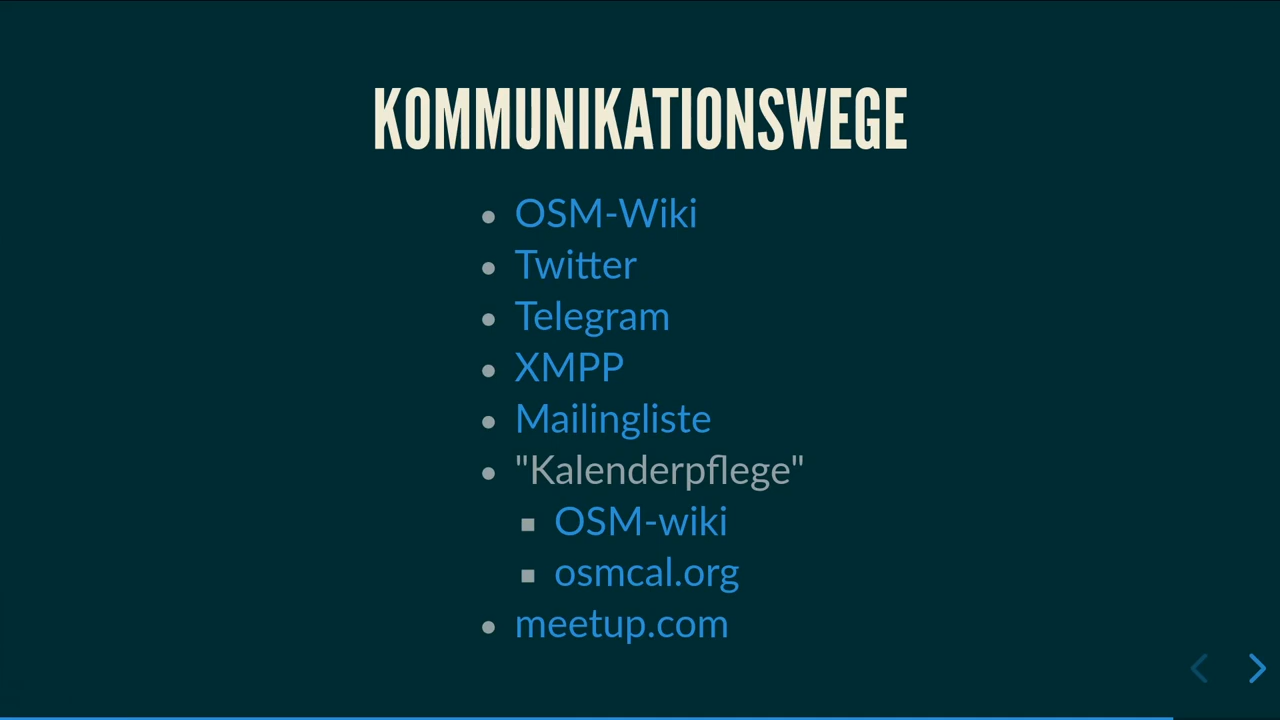 KOMMUNIKATIONSWEGE
OSM-Wiki
Twitter
Telegram
XMPP
Mailingliste
"Kalenderpflege"
OSM-wiki
osmcal.org
meetup.com